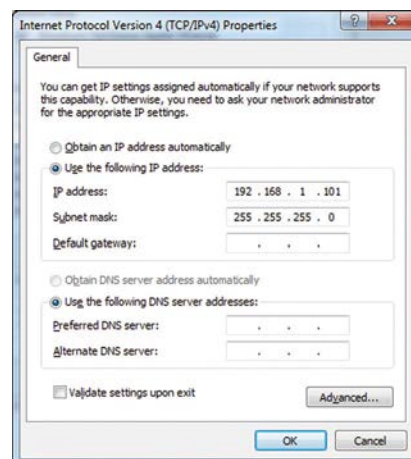 Internet Protocol Version 4 (TCP/IPv4) Properties
General
You can get IP settings assigned automatically if your network supports
this capability. Otherwise, you need to ask your network administrator
for the appropriate IP settings.
Obtain an IP address automatically
Use the following IP address:
IP address: 192 . 168 . 1 . 101
Subnet mask: 255 . 255 . 255 . 0
Default gateway: . . .
Obtain DNS server address automatically
Use the following DNS server addresses:
Preferred DNS server: . . .
Alternate DNS server: . . .
Validate settings upon exit
Advanced...
OK Cancel